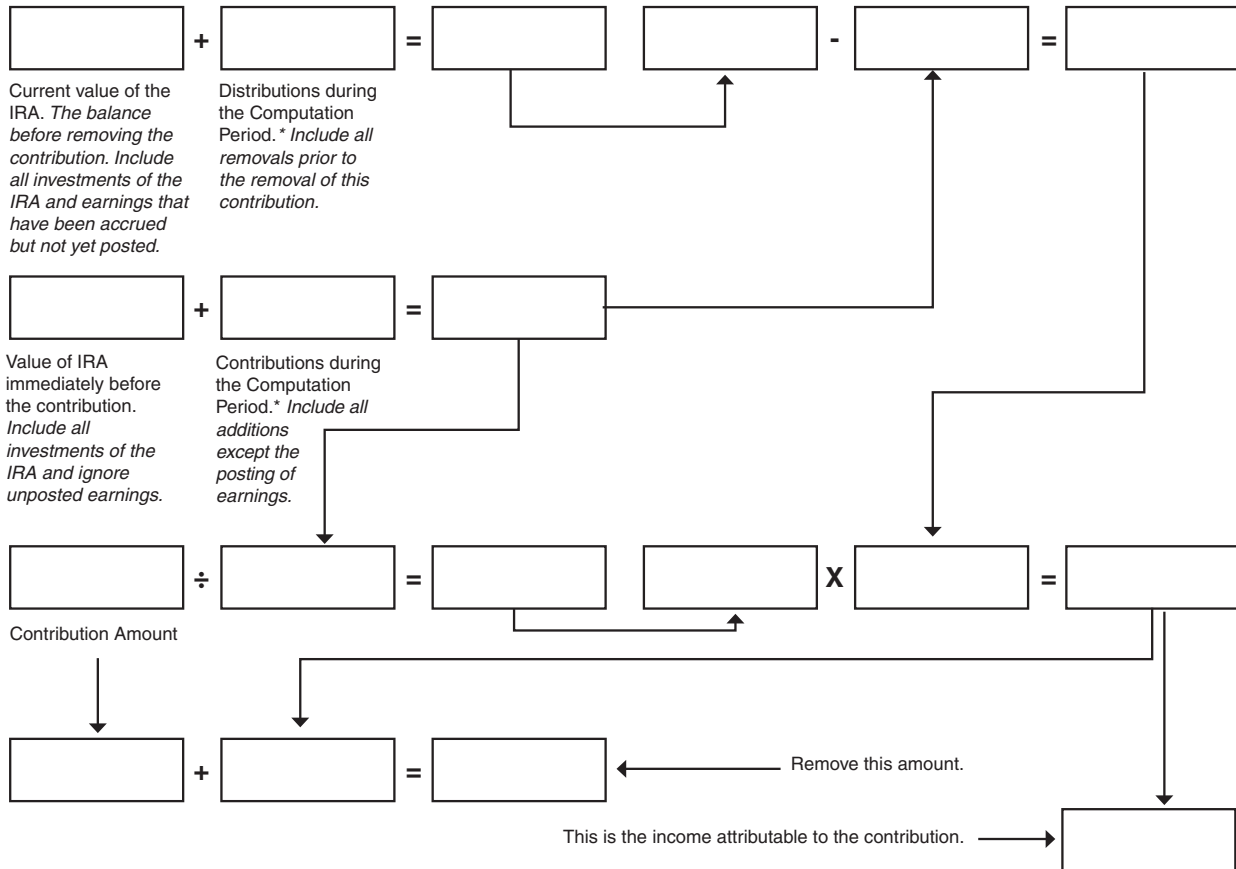 + = - =
Current value of the
IRA. The balance
before removing the
contribution. Include
all investments of the
IRA and earnings that
have been accrued
but not yet posted.
Distributions during
the Computation
Period.* Include all
removals prior to
the removal of this
contribution.
+ =
Value of IRA
immediately before
the contribution.
Include all
investments of the
IRA and ignore
unposted earnings.
Contributions during
the Computation
Period.* Include all
additions
except the
posting of
earnings.
÷ = X =
Contribution Amount
+ =
Remove this amount.
This is the income attributable to the contribution.